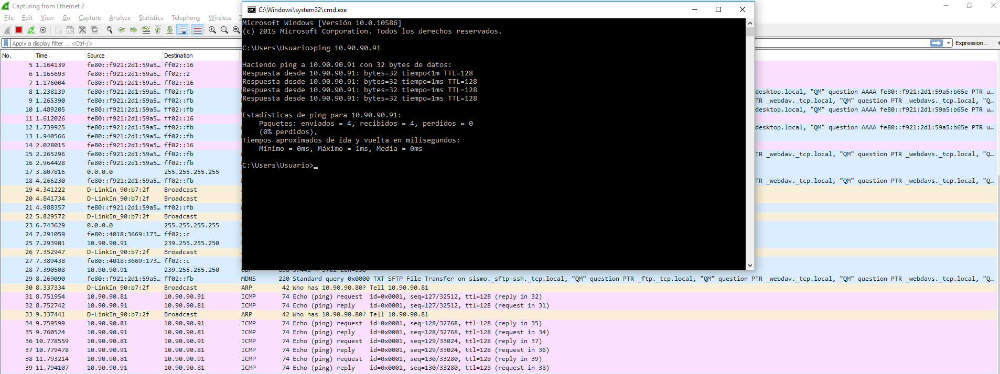 Capturing from Ethernet 2
File Edit View Go Capture Analyze Statistics Telephony Wireless
Apply a display filter ... <Ctrl-/>
Expression...
No. Time Source Destination
5 1.164139 fe80::f921:2d1:59a5… ff02::16
6 1.165693 fe80::f921:2d1:59a5… ff02::2
7 1.176004 fe80::f921:2d1:59a5… ff02::16
8 1.238139 fe80::f921:2d1:59a5… ff02::fb desktop.local, "QM" question AAAA fe80::f921:2d1:59a5:b65e PTR u…
9 1.265390 fe80::f921:2d1:59a5… ff02::fb TR _webdav._tcp.local, "QM" question PTR _webdavs._tcp.local, "Q…
10 1.489205 fe80::f921:2d1:59a5… ff02::fb desktop.local, "QM" question AAAA fe80::f921:2d1:59a5:b65e PTR u…
11 1.612026 fe80::f921:2d1:59a5… ff02::16
12 1.739925 fe80::f921:2d1:59a5… ff02::fb desktop.local, "QM" question AAAA fe80::f921:2d1:59a5:b65e PTR u…
13 1.940566 fe80::f921:2d1:59a5… ff02::fb
14 2.028015 fe80::f921:2d1:59a5… ff02::16
15 2.265296 fe80::f921:2d1:59a5… ff02::fb TR _webdav._tcp.local, "QM" question PTR _webdavs._tcp.local, "Q…
16 2.964428 fe80::f921:2d1:59a5… ff02::fb
17 3.807816 0.0.0.0 255.255.255.255
18 4.266230 fe80::f921:2d1:59a5… ff02::fb TR _webdav._tcp.local, "QM" question PTR _webdavs._tcp.local, "Q…
19 4.341222 D-LinkIn_90:b7:2f Broadcast
20 4.841734 D-LinkIn_90:b7:2f Broadcast
21 4.988357 fe80::f921:2d1:59a5… ff02::fb
22 5.829572 D-LinkIn_90:b7:2f Broadcast
23 6.743629 0.0.0.0 255.255.255.255
24 7.291059 fe80::4018:3669:173… ff02::c
25 7.293901 10.90.90.91 239.255.255.250
26 7.352947 D-LinkIn_90:b7:2f Broadcast
27 7.389438 fe80::4018:3669:173… ff02::c
28 7.390508 10.90.90.91 239.255.255.250
29 8.269090 fe80::f921:2d1:59a5… ff02::fb MDNS 220 Standard query 0x0000 TXT SFTP File Transfer on sismo._sftp-ssh._tcp.local, "QM" question PTR _ftp._tcp.local, "QM" question PTR _webdav._tcp.local, "QM" question PTR _webdavs._tcp.local, "Q…
30 8.337334 D-LinkIn_90:b7:2f Broadcast ARP 42 Who has 10.90.90.80? Tell 10.90.90.81
31 8.751954 10.90.90.81 10.90.90.91 ICMP 74 Echo (ping) request id=0x0001, seq=127/32512, ttl=128 (reply in 32)
32 8.752742 10.90.90.91 10.90.90.81 ICMP 74 Echo (ping) reply id=0x0001, seq=127/32512, ttl=128 (request in 31)
33 9.337441 D-LinkIn_90:b7:2f Broadcast ARP 42 Who has 10.90.90.80? Tell 10.90.90.81
34 9.759599 10.90.90.81 10.90.90.91 ICMP 74 Echo (ping) request id=0x0001, seq=128/32768, ttl=128 (reply in 35)
35 9.760524 10.90.90.91 10.90.90.81 ICMP 74 Echo (ping) reply id=0x0001, seq=128/32768, ttl=128 (request in 34)
36 10.778559 10.90.90.81 10.90.90.91 ICMP 74 Echo (ping) request id=0x0001, seq=129/33024, ttl=128 (reply in 37)
37 10.779478 10.90.90.91 10.90.90.81 ICMP 74 Echo (ping) reply id=0x0001, seq=129/33024, ttl=128 (request in 36)
38 11.793214 10.90.90.81 10.90.90.91 ICMP 74 Echo (ping) request id=0x0001, seq=130/33280, ttl=128 (reply in 39)
39 11.794107 10.90.90.91 10.90.90.81 ICMP 74 Echo (ping) reply id=0x0001, seq=130/33280, ttl=128 (request in 38)
C:\Windows\system32\cmd.exe
Microsoft Windows [Versión 10.0.10586]
(c) 2015 Microsoft Corporation. Todos los derechos reservados.
C:\Users\Usuario>ping 10.90.90.91
Haciendo ping a 10.90.90.91 con 32 bytes de datos:
Respuesta desde 10.90.90.91: bytes=32 tiempo<1m TTL=128
Respuesta desde 10.90.90.91: bytes=32 tiempo=1ms TTL=128
Respuesta desde 10.90.90.91: bytes=32 tiempo=1ms TTL=128
Respuesta desde 10.90.90.91: bytes=32 tiempo=1ms TTL=128
Estadísticas de ping para 10.90.90.91:
Paquetes: enviados = 4, recibidos = 4, perdidos = 0
(0% perdidos),
Tiempos aproximados de ida y vuelta en milisegundos:
Mínimo = 0ms, Máximo = 1ms, Media = 0ms
C:\Users\Usuario>